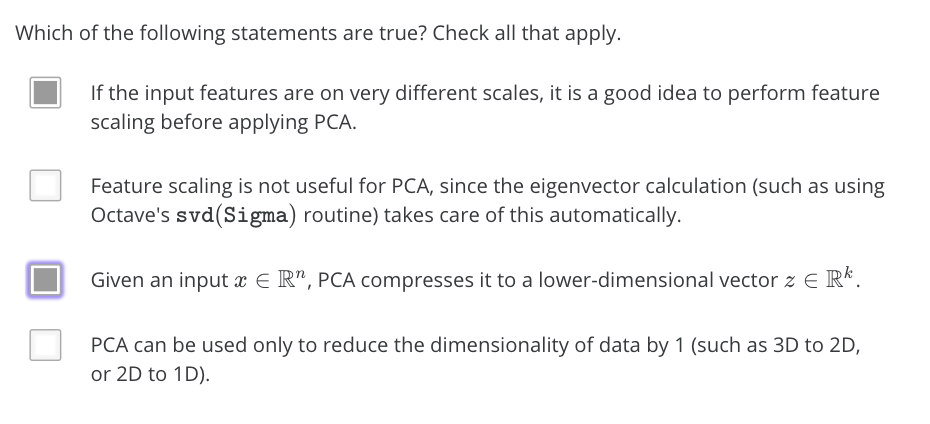 Which of the following statements are true? Check all that apply.
If the input features are on very different scales, it is a good idea to perform feature
scaling before applying PCA.
Feature scaling is not useful for PCA, since the eigenvector calculation (such as using
Octave's svd(Sigma) routine) takes care of this automatically.
Given an input x ∈ ℝⁿ, PCA compresses it to a lower-dimensional vector z ∈ ℝᵏ.
PCA can be used only to reduce the dimensionality of data by 1 (such as 3D to 2D,
or 2D to 1D).